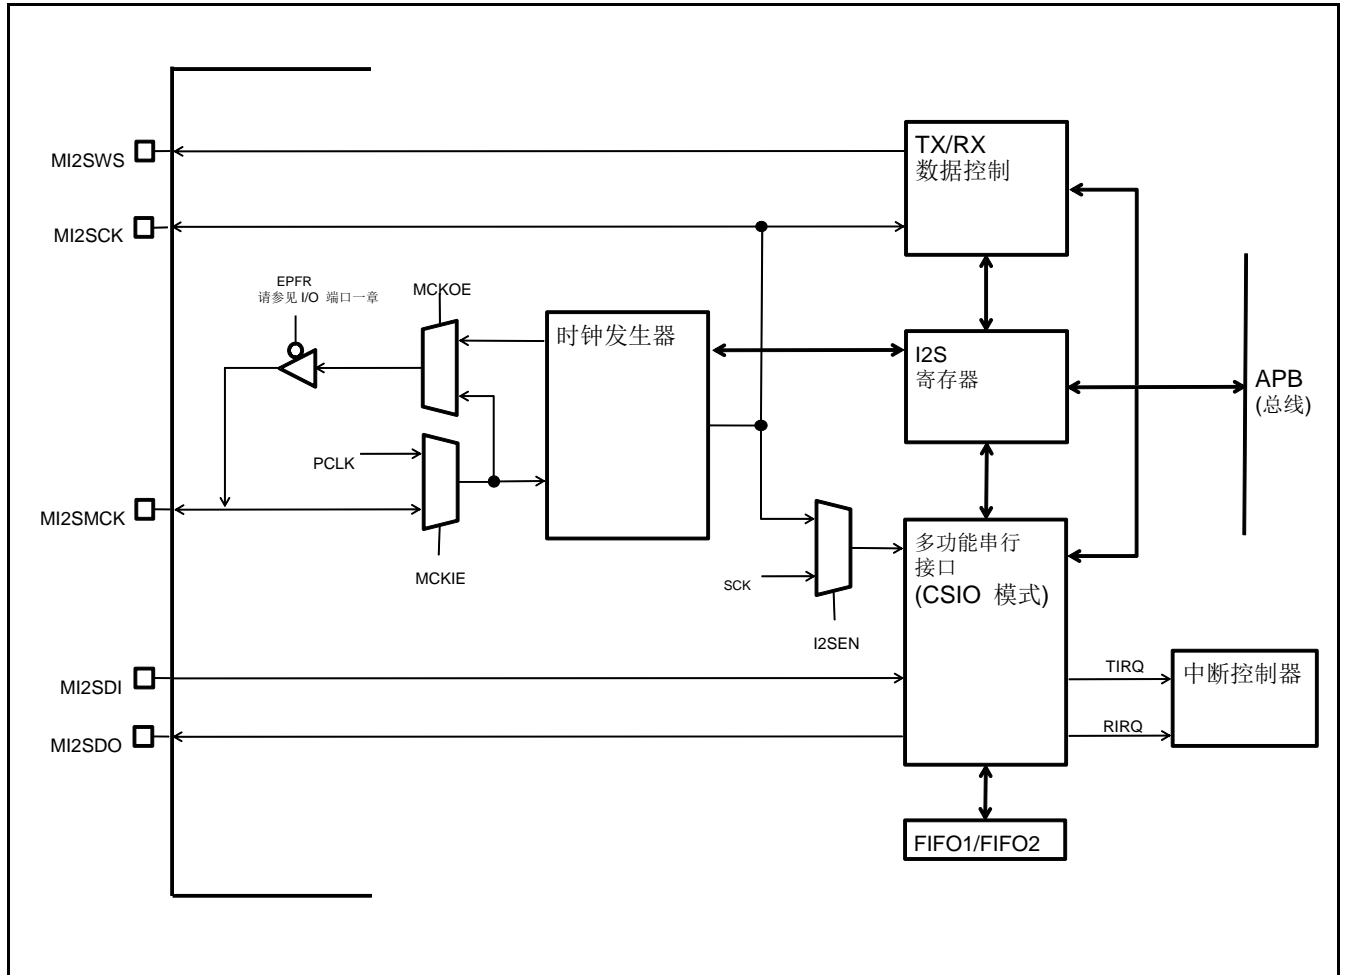 MI2SWS
TX/RX
数据控制
MI2SCK
EPFR
请参见 I/O 端口一章
MCKOE
时钟发生器
I2S
寄存器
APB
(总线)
PCLK
MI2SMCK
MCKIE
多功能串行
接口
(CSIO 模式)
SCK
I2SEN
MI2SDI
TIRQ
中断控制器
MI2SDO
RIRQ
FIFO1/FIFO2